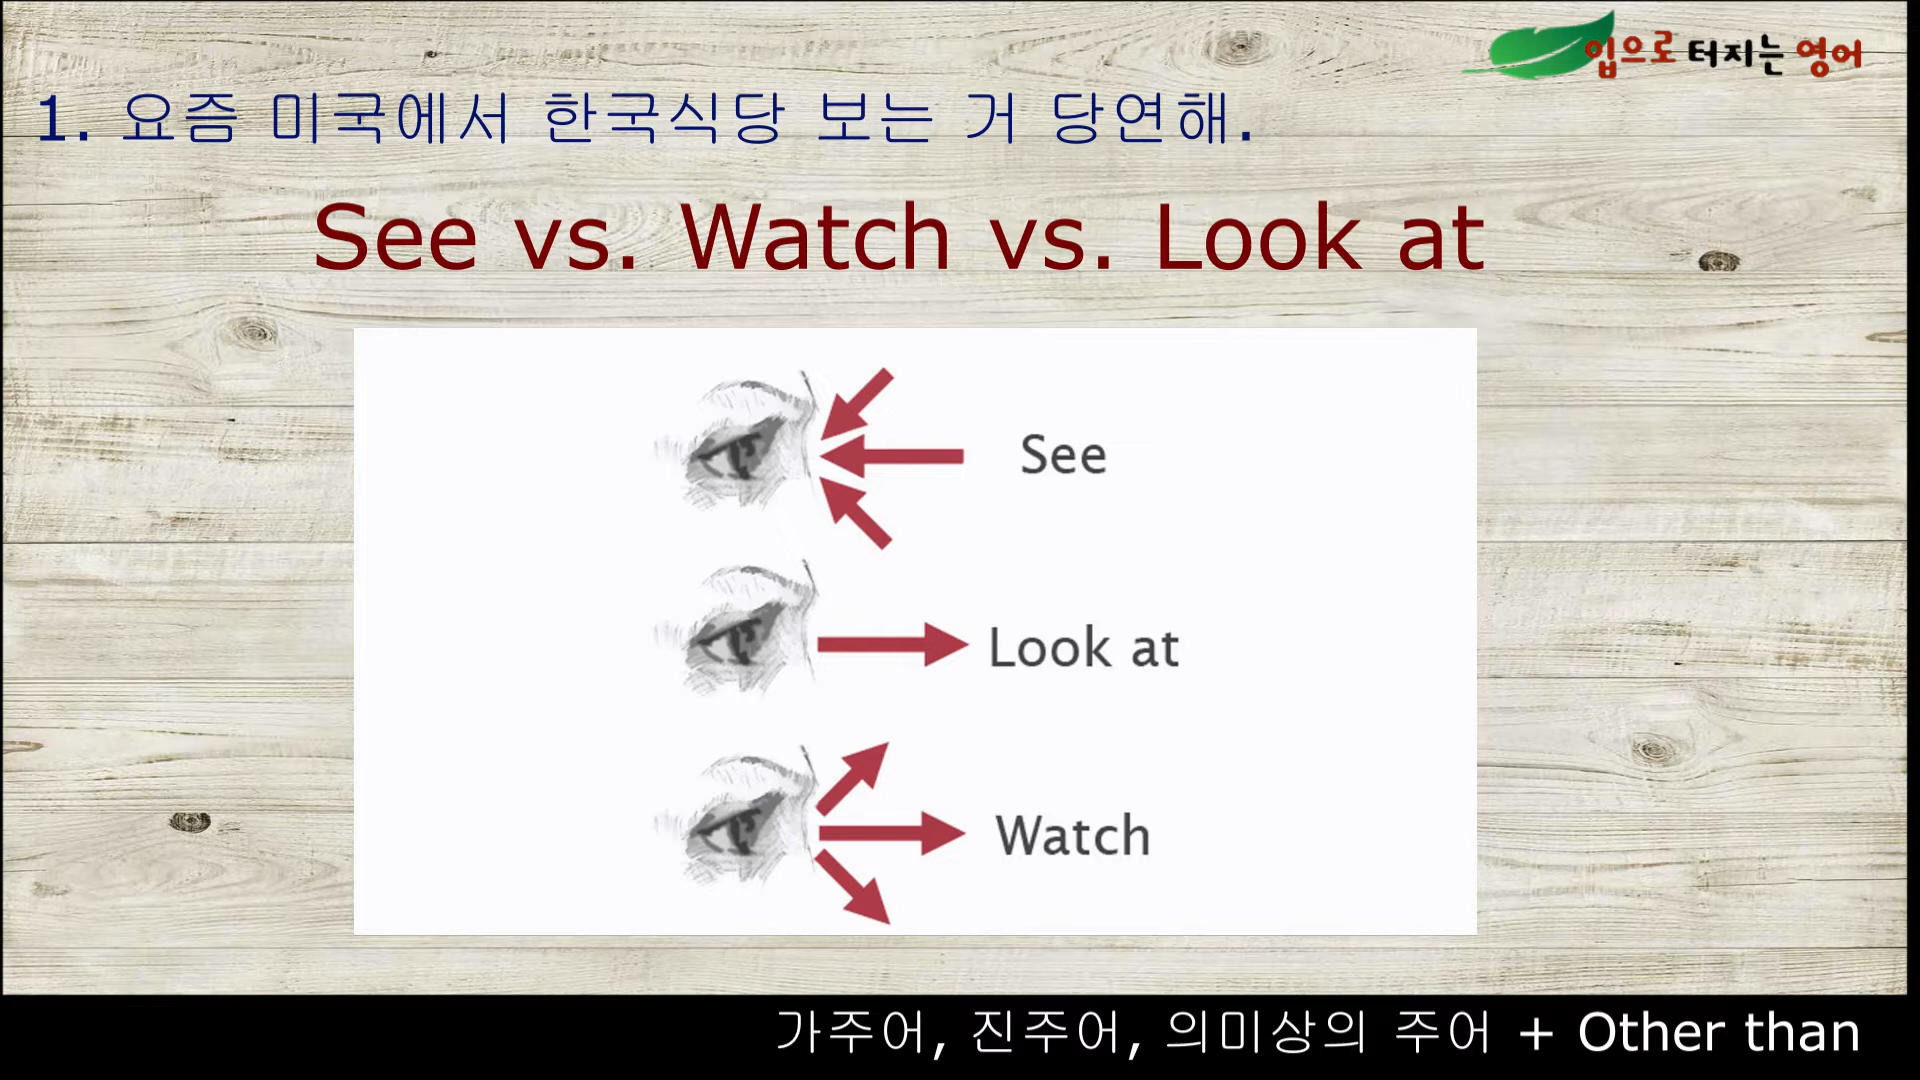 입으로 터지는 영어
1. 요즘 미국에서 한국식당 보는 거 당연해.
See vs. Watch vs. Look at
See
Look at
Watch
가주어, 진주어, 의미상의 주어 + Other than